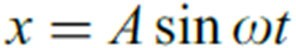 x = A sin ωt